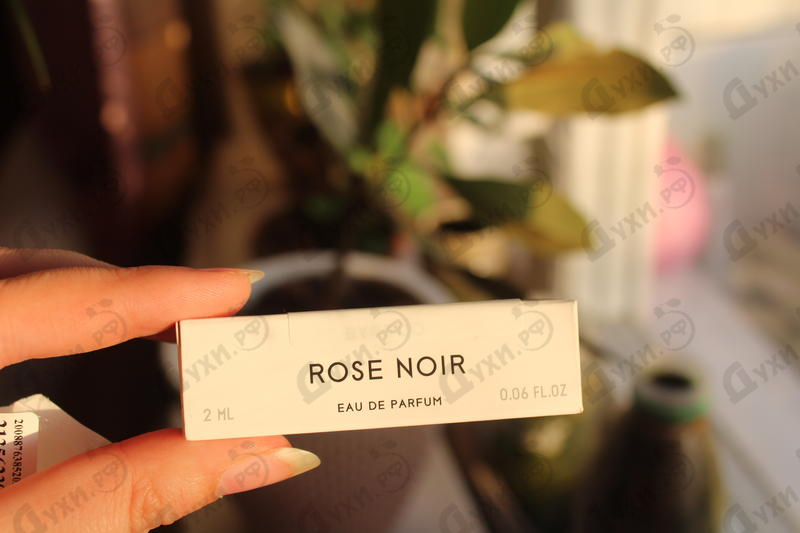 ROSE NOIR
2 ML
EAU DE PARFUM
0.06 FL.OZ
Духи.РФ